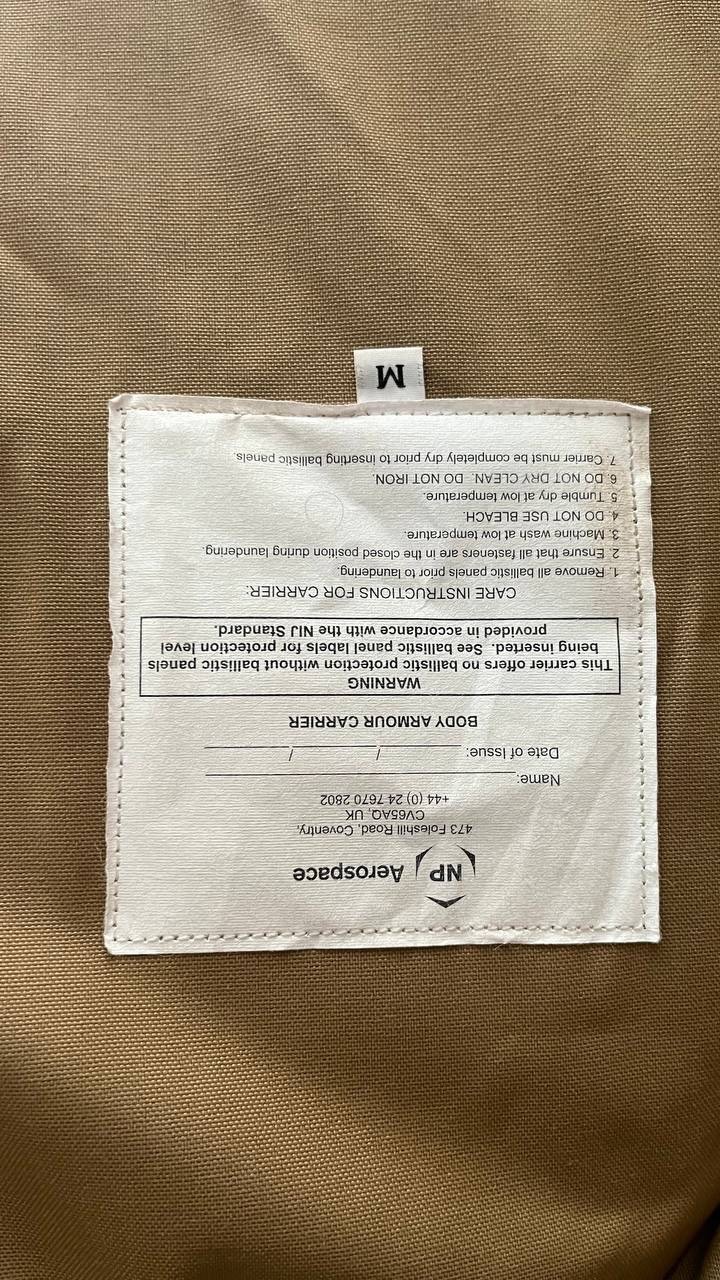 NP Aerospace
473 Foleshill Road, Coventry,
CV65AQ, UK
+44 (0) 24 7670 2802
Name:
Date of Issue: / /
BODY ARMOUR CARRIER
WARNING
This carrier offers no ballistic protection without ballistic panels
being inserted. See ballistic panel labels for protection level
provided in accordance with the NIJ Standard.
CARE INSTRUCTIONS FOR CARRIER:
1. Remove all ballistic panels prior to laundering.
2. Ensure that all fasteners are in the closed position during laundering.
3. Machine wash at low temperature.
4. DO NOT USE BLEACH.
5. Tumble dry at low temperature.
6. DO NOT DRY CLEAN. DO NOT IRON.
7. Carrier must be completely dry prior to inserting ballistic panels.
M